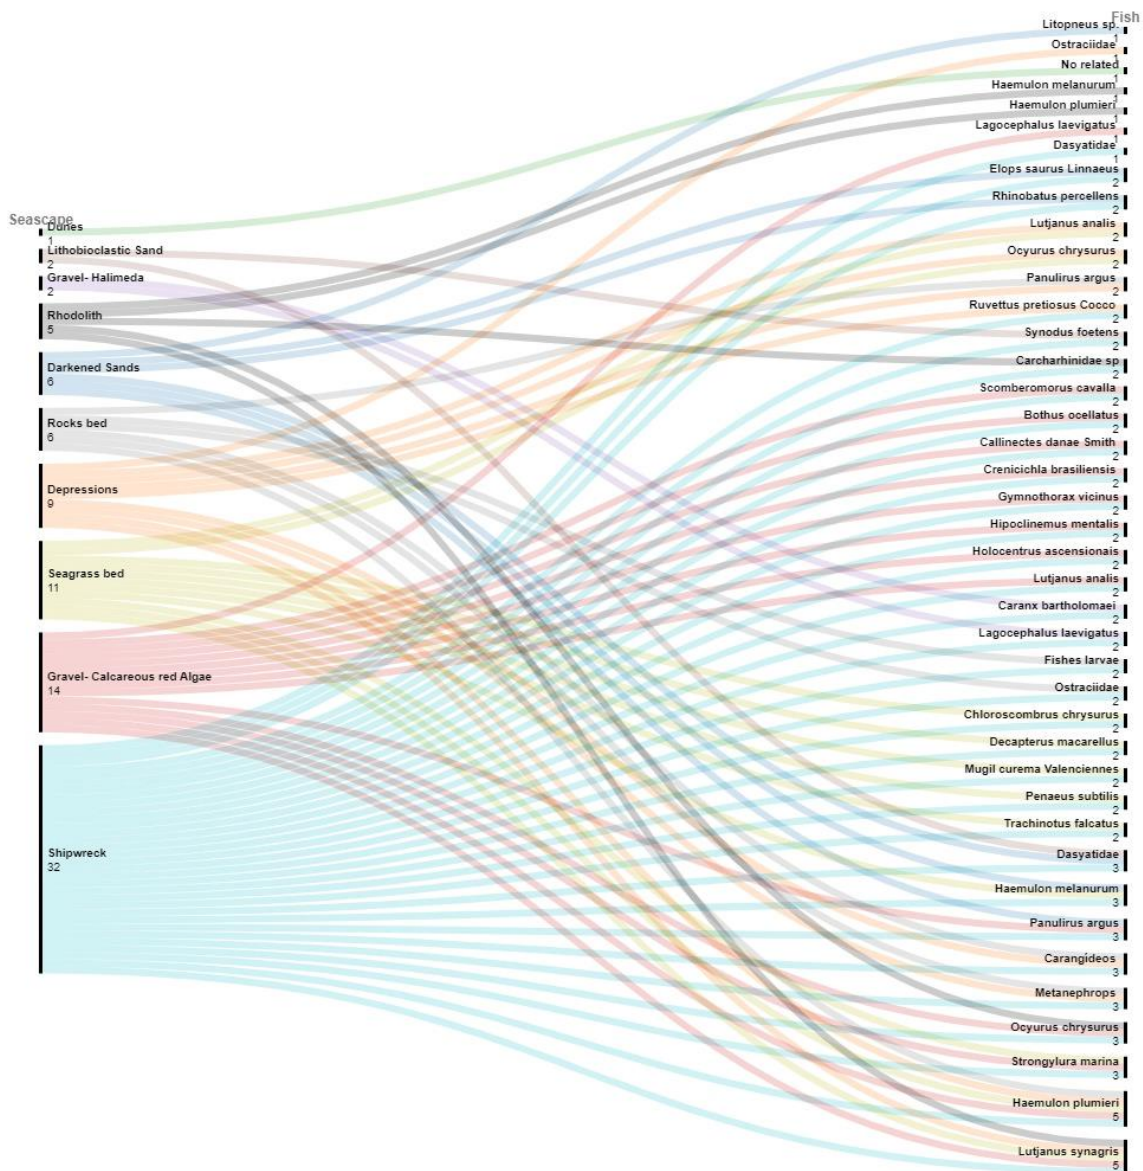 Seascape
Dunes
1
Lithobioclastic Sand
2
Gravel- Halimeda
2
Rhodolith
5
Darkened Sands
6
Rocks bed
6
Depressions
9
Seagrass bed
11
Gravel- Calcareous red Algae
14
Shipwreck
32
Fish
Litopneus sp.
1
Ostraciidae
1
No related
1
Haemulon melanurum
1
Haemulon plumieri
1
Lagocephalus laevigatus
1
Dasyatidae
1
Elops saurus Linnaeus
2
Rhinobatus percellens
2
Lutjanus analis
2
Ocyurus chrysurus
2
Panulirus argus
2
Ruvettus pretiosus Cocco
2
Synodus foetens
2
Carcharhinidae sp
2
Scomberomorus cavalla
2
Bothus ocellatus
2
Callinectes danae Smith
2
Crenicichla brasiliensis
2
Gymnothorax vicinus
2
Hipoclinemus mentalis
2
Holocentrus ascensionais
2
Lutjanus analis
2
Caranx bartholomaei
2
Lagocephalus laevigatus
2
Fishes larvae
2
Ostraciidae
2
Chloroscombrus chrysurus
2
Decapterus macarellus
2
Mugil curema Valenciennes
2
Penaeus subtilis
2
Trachinotus falcatus
2
Dasyatidae
3
Haemulon melanurum
3
Panulirus argus
3
Carangideos
3
Metanephrops
3
Ocyurus chrysurus
3
Strongylura marina
3
Haemulon plumieri
5
Lutjanus synagris
5